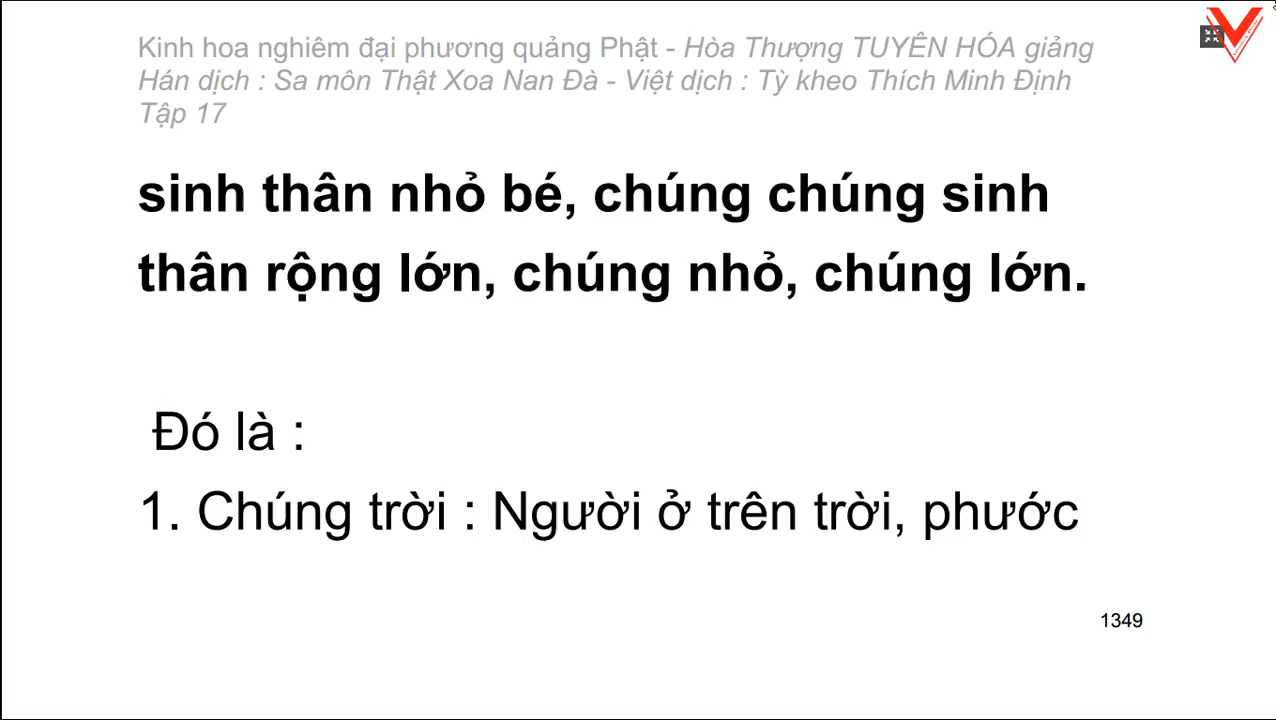 Kinh hoa nghiêm đại phương quảng Phật - Hòa Thượng TUYÊN HÓA giảng
Hán dịch : Sa môn Thật Xoa Nan Đà - Việt dịch : Tỳ kheo Thích Minh Định
Tập 17
sinh thân nhỏ bé, chúng chúng sinh
thân rộng lớn, chúng nhỏ, chúng lớn.
Đó là :
1. Chúng trời : Người ở trên trời, phước
1349